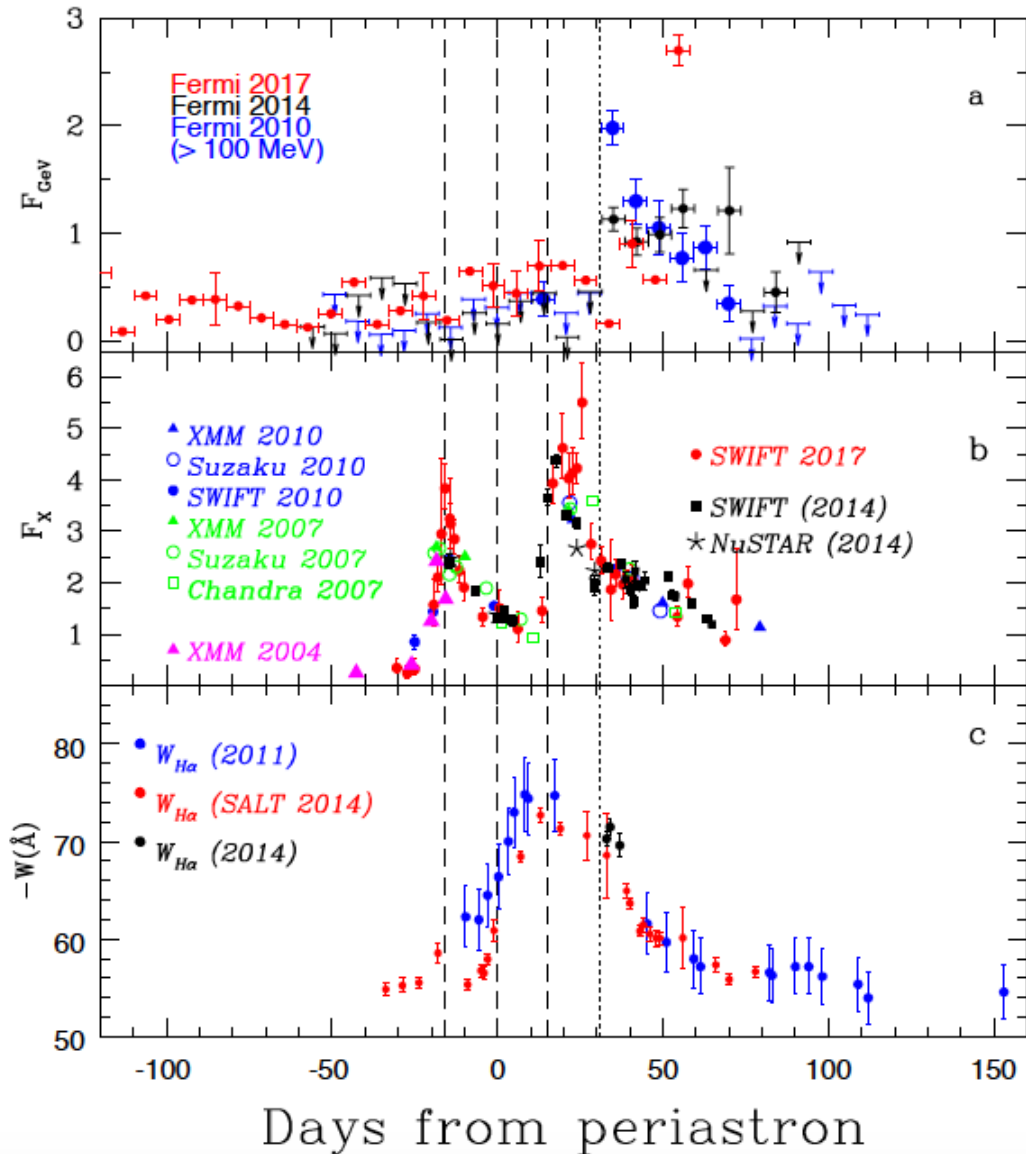 3
2
1
0
F_GeV
Fermi 2017
Fermi 2014
Fermi 2010
(> 100 MeV)
a
6
5
4
3
2
1
F_X
XMM 2010
Suzaku 2010
SWIFT 2010
XMM 2007
Suzaku 2007
Chandra 2007
XMM 2004
b
SWIFT 2017
SWIFT (2014)
NuSTAR (2014)
80
70
60
50
-W(Å)
W_Hα (2011)
W_Hα (SALT 2014)
W_Hα (2014)
c
-100 -50 0 50 100 150
Days from periastron